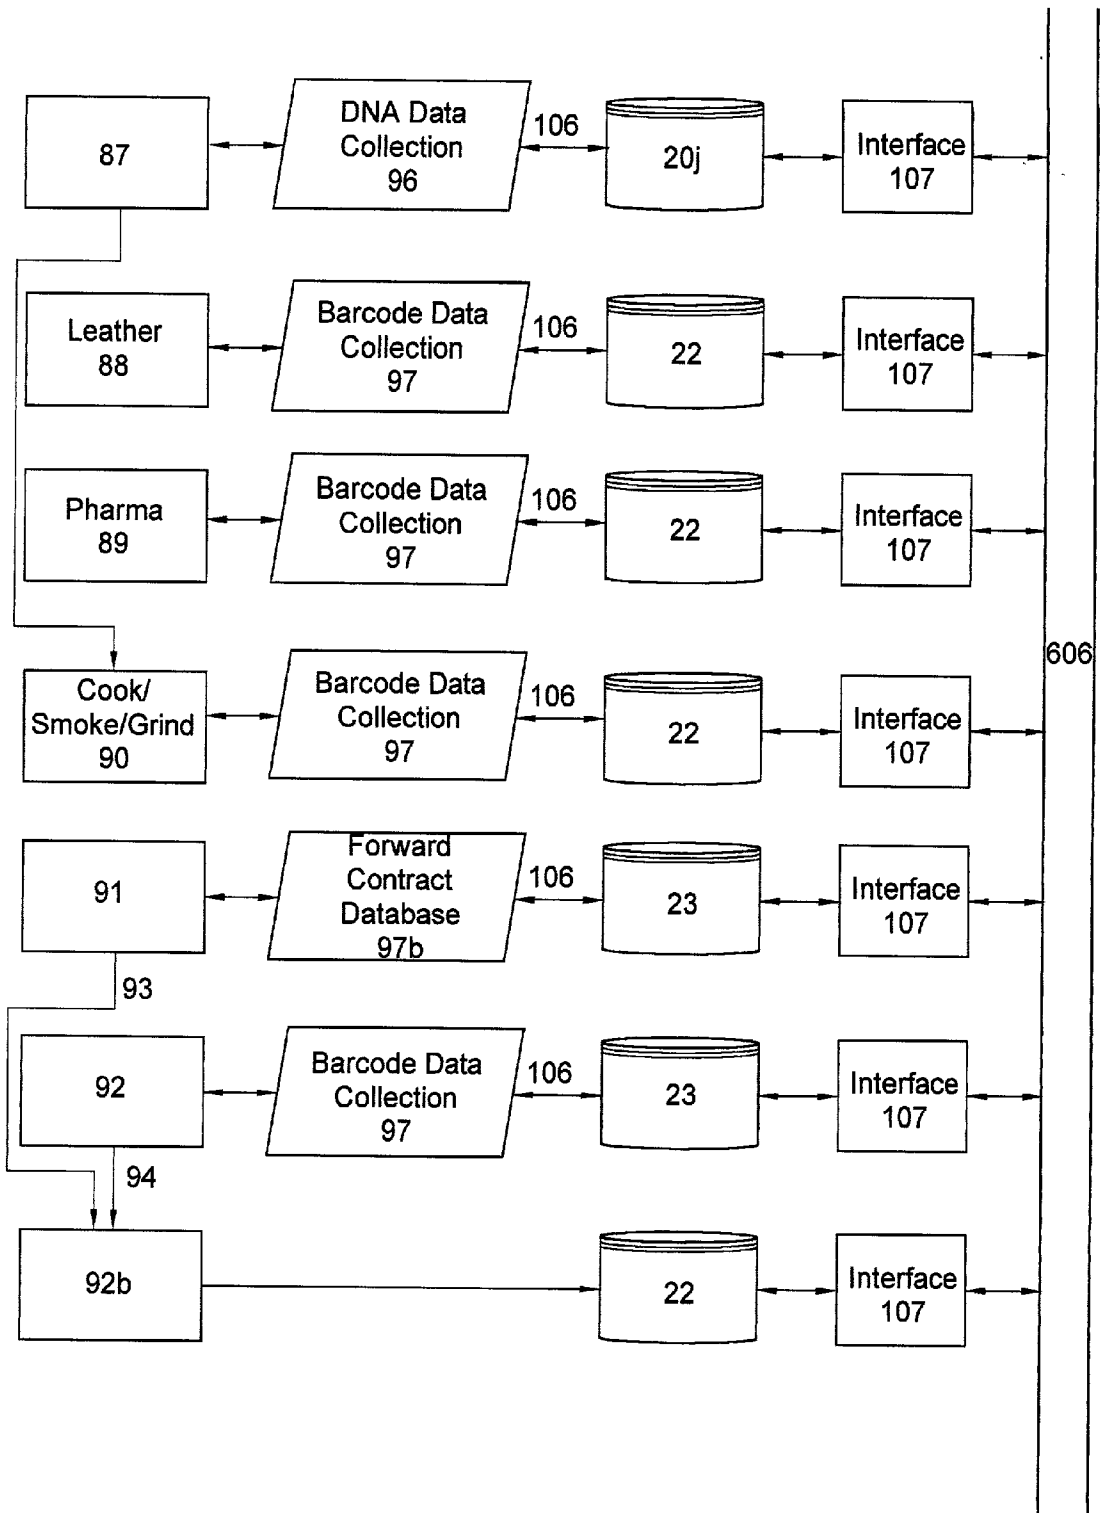 87
DNA Data
Collection
96
106
20j
Interface
107
Leather
88
Barcode Data
Collection
97
106
22
Interface
107
Pharma
89
Barcode Data
Collection
97
106
22
Interface
107
606
Cook/
Smoke/Grind
90
Barcode Data
Collection
97
106
22
Interface
107
91
Forward
Contract
Database
97b
106
23
Interface
107
93
92
Barcode Data
Collection
97
106
23
Interface
107
94
92b
22
Interface
107